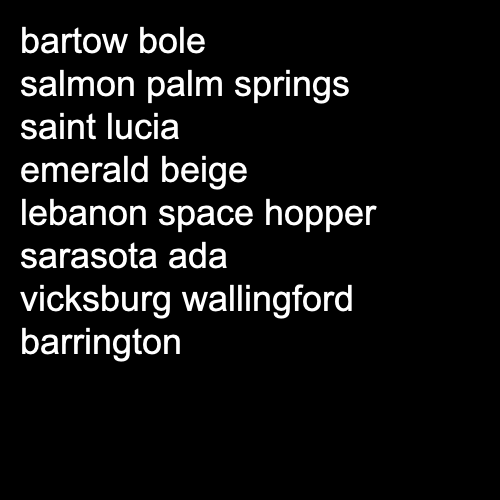 bartow bole
salmon palm springs
saint lucia
emerald beige
lebanon space hopper
sarasota ada
vicksburg wallingford
barrington